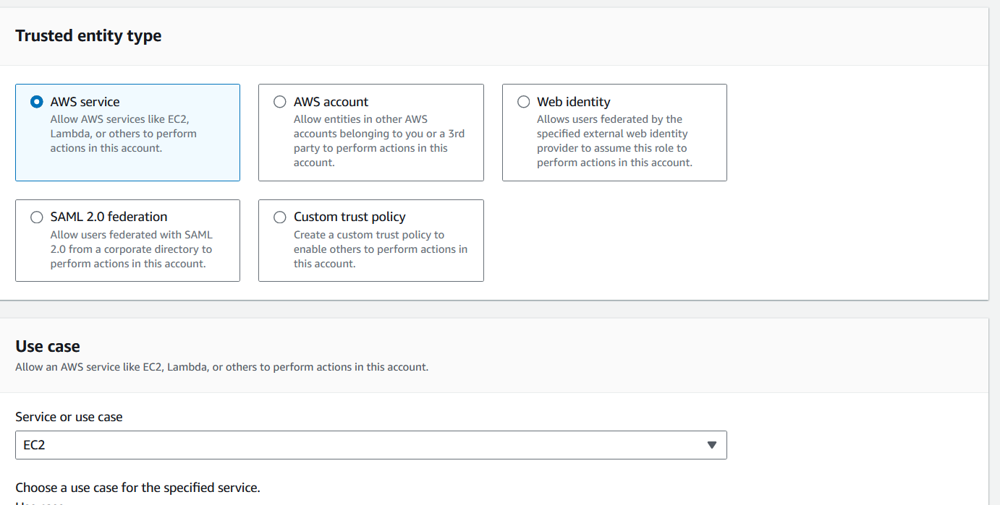 Trusted entity type
AWS service
Allow AWS services like EC2,
Lambda, or others to perform
actions in this account.
AWS account
Allow entities in other AWS
accounts belonging to you or a 3rd
party to perform actions in this
account.
Web identity
Allows users federated by the
specified external web identity
provider to assume this role to
perform actions in this account.
SAML 2.0 federation
Allow users federated with SAML
2.0 from a corporate directory to
perform actions in this account.
Custom trust policy
Create a custom trust policy to
enable others to perform actions in
this account.
Use case
Allow an AWS service like EC2, Lambda, or others to perform actions in this account.
Service or use case
EC2
Choose a use case for the specified service.